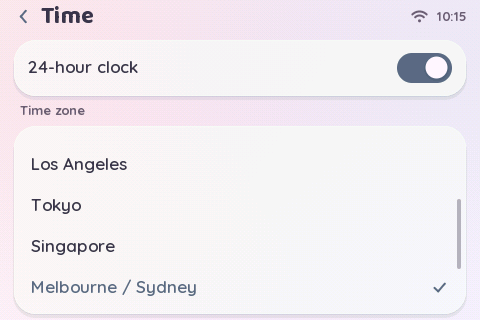 Time
10:15
24-hour clock
Time zone
Los Angeles
Tokyo
Singapore
Melbourne / Sydney